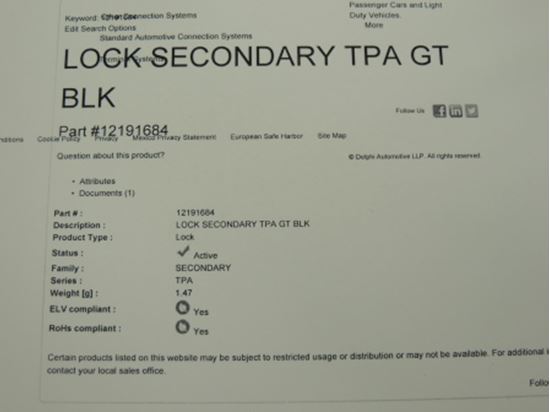 Passenger Cars and Light
Duty Vehicles.
More
Keyword:
Connection Systems
Edit Search Options
Standard Automotive Connection Systems
LOCK SECONDARY TPA GT
BLK
Follow Us
Part #12191684
Cookie Policy Privacy Mexico Privacy Statement European Safe Harbor Site Map
Question about this product?
© Delphi Automotive LLP. All rights reserved.
• Attributes
• Documents (1)
Part # : 12191684
Description : LOCK SECONDARY TPA GT BLK
Product Type : Lock
Status : Active
Family : SECONDARY
Series : TPA
Weight [g] : 1.47
ELV compliant : Yes
RoHs compliant : Yes
Certain products listed on this website may be subject to restricted usage or distribution or may not be available. For additional
contact your local sales office.